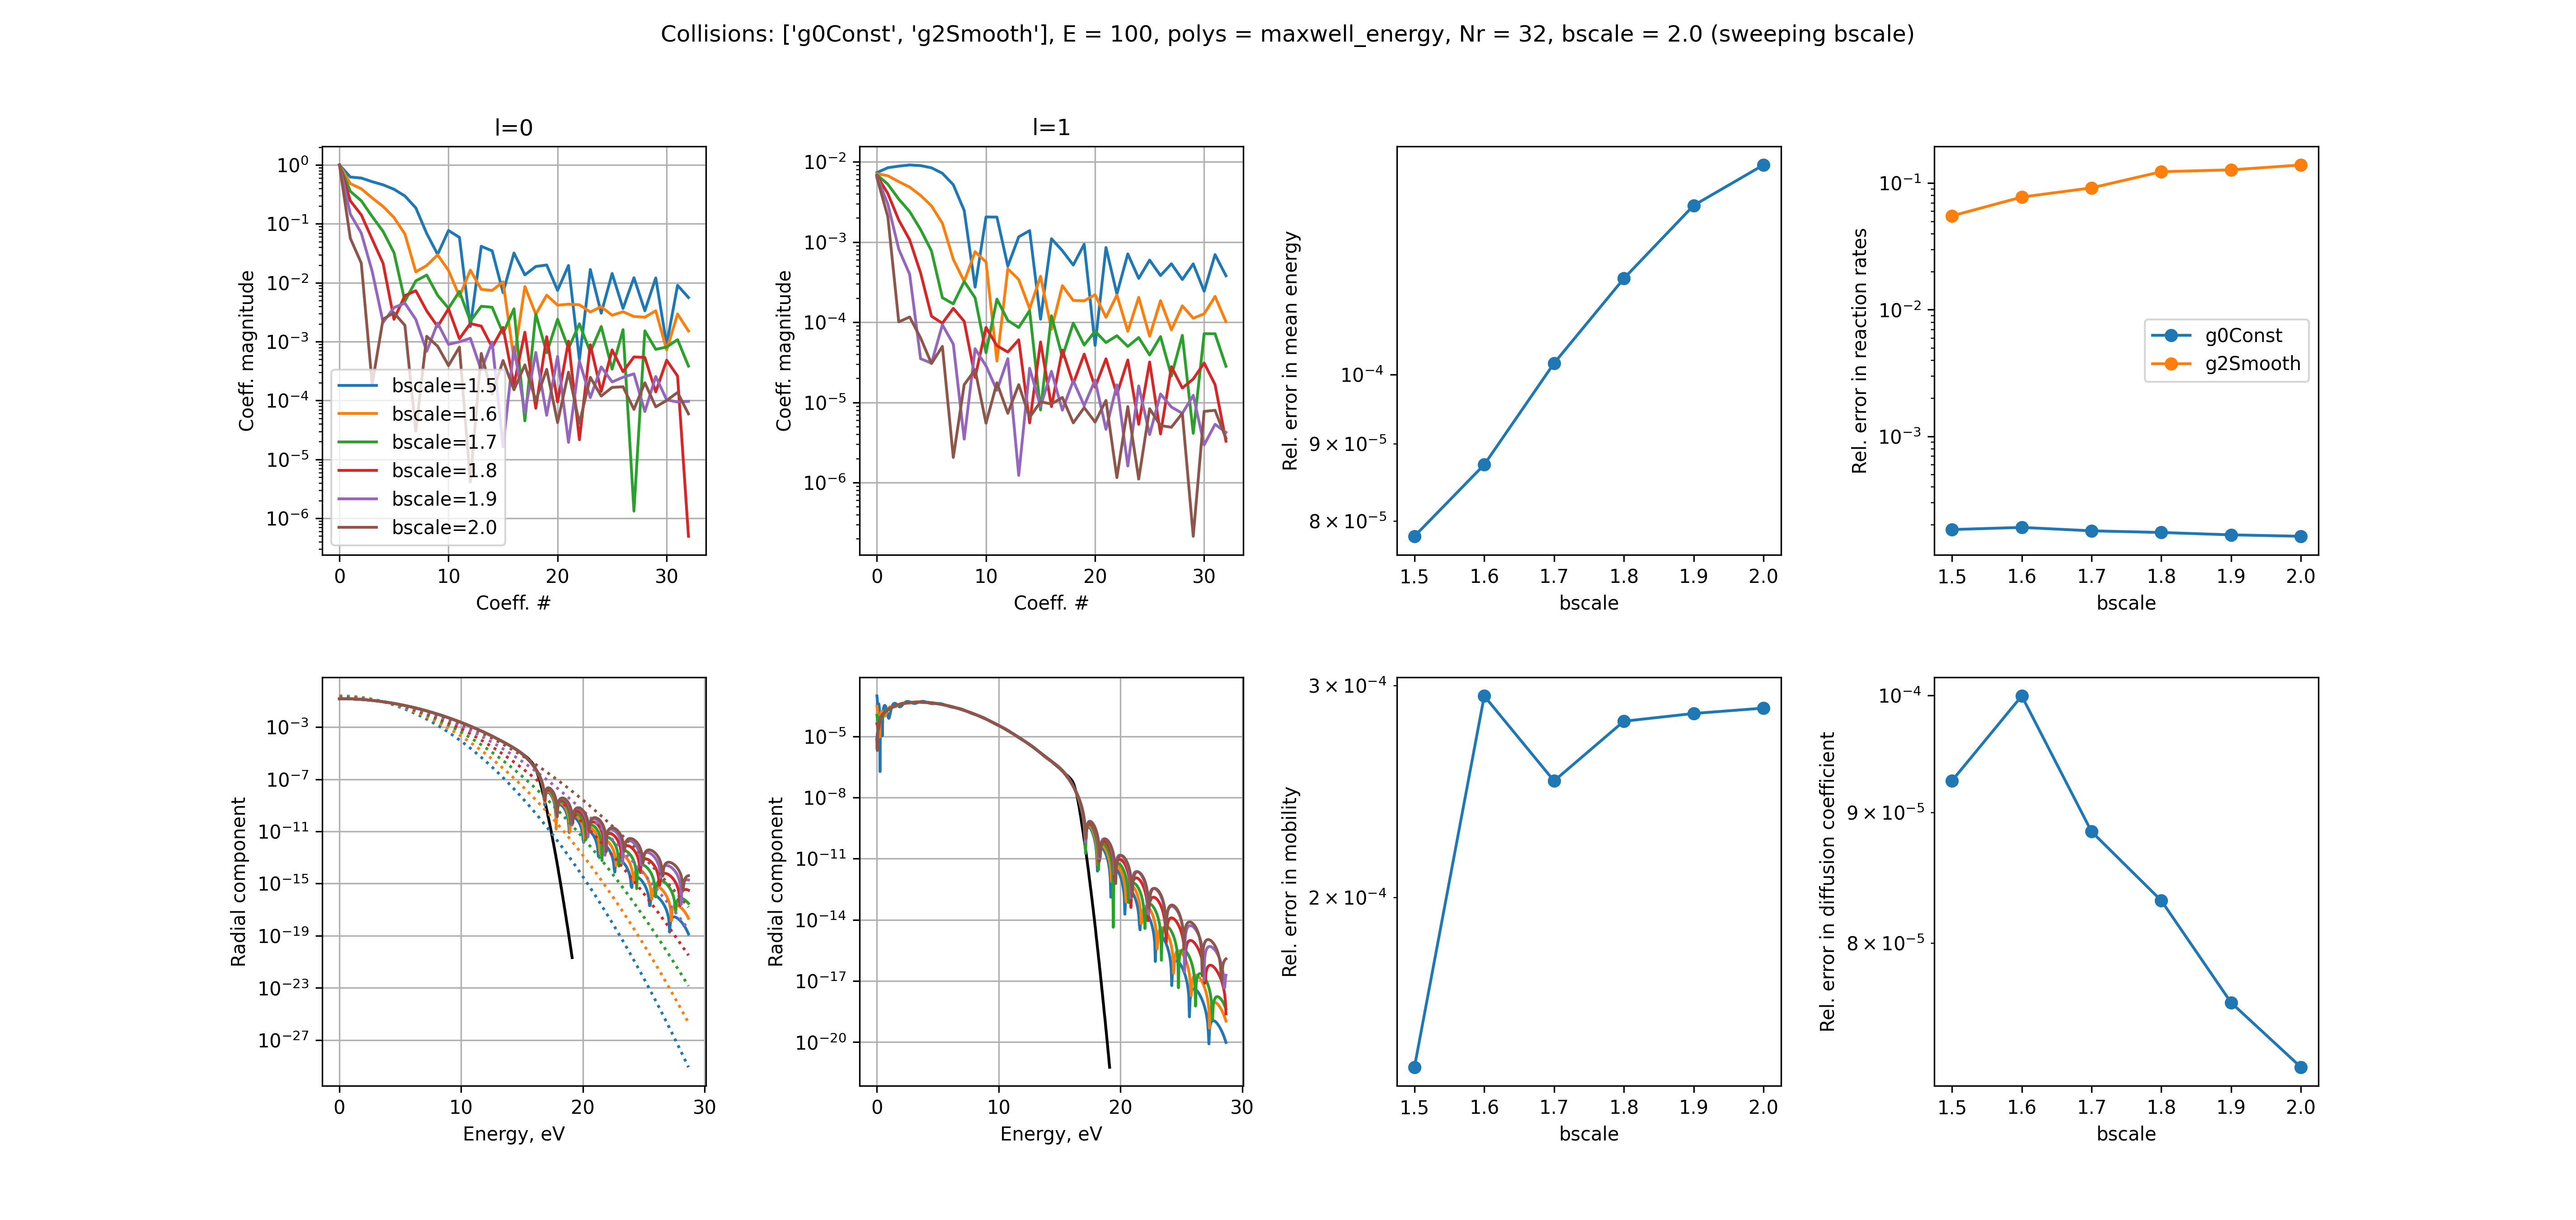 Collisions: ['g0Const', 'g2Smooth'], E = 100, polys = maxwell_energy, Nr = 32, bscale = 2.0 (sweeping bscale)
l=0
Coeff. magnitude
10⁰
10⁻¹
10⁻²
10⁻³
10⁻⁴
10⁻⁵
10⁻⁶
bscale=1.5
bscale=1.6
bscale=1.7
bscale=1.8
bscale=1.9
bscale=2.0
0 10 20 30
Coeff. #
l=1
Coeff. magnitude
10⁻²
10⁻³
10⁻⁴
10⁻⁵
10⁻⁶
0 10 20 30
Coeff. #
Rel. error in mean energy
10⁻⁴
9 × 10⁻⁵
8 × 10⁻⁵
1.5 1.6 1.7 1.8 1.9 2.0
bscale
Rel. error in reaction rates
10⁻¹
10⁻²
10⁻³
g0Const
g2Smooth
1.5 1.6 1.7 1.8 1.9 2.0
bscale
Radial component
10⁻³
10⁻⁷
10⁻¹¹
10⁻¹⁵
10⁻¹⁹
10⁻²³
10⁻²⁷
0 10 20 30
Energy, eV
Radial component
10⁻⁵
10⁻⁸
10⁻¹¹
10⁻¹⁴
10⁻¹⁷
10⁻²⁰
0 10 20 30
Energy, eV
Rel. error in mobility
3 × 10⁻⁴
2 × 10⁻⁴
1.5 1.6 1.7 1.8 1.9 2.0
bscale
Rel. error in diffusion coefficient
10⁻⁴
9 × 10⁻⁵
8 × 10⁻⁵
1.5 1.6 1.7 1.8 1.9 2.0
bscale